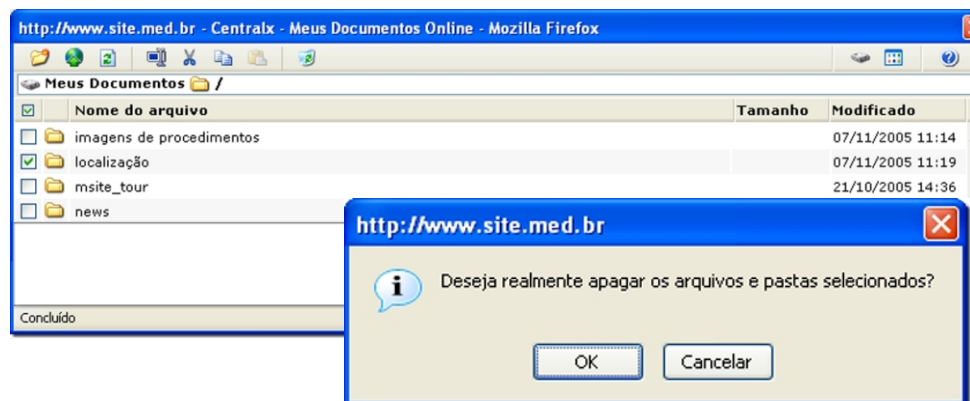 http://www.site.med.br - Centralx - Meus Documentos Online - Mozilla Firefox
Meus Documentos /
Nome do arquivo Tamanho Modificado
imagens de procedimentos 07/11/2005 11:14
localização 07/11/2005 11:19
msite_tour 21/10/2005 14:36
news
http://www.site.med.br
Deseja realmente apagar os arquivos e pastas selecionados?
OK Cancelar
Concluído